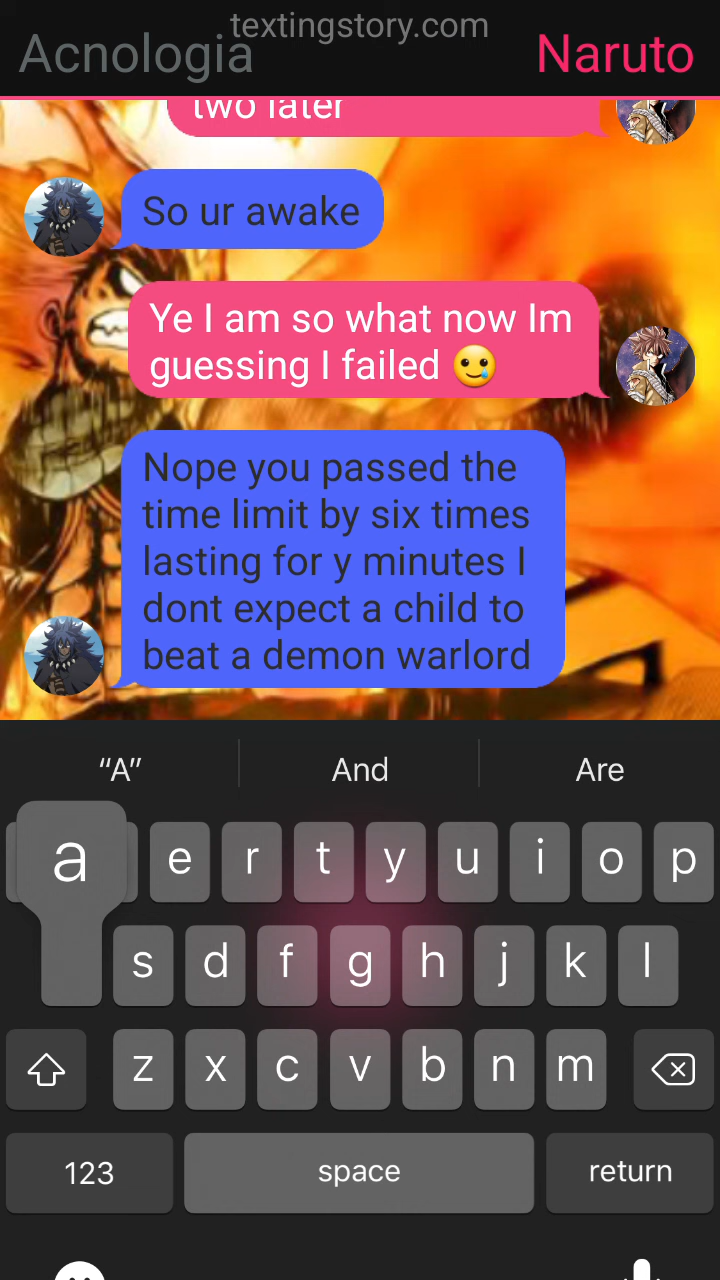 textingstory.com
Acnologia
Naruto
two later
So ur awake
Ye I am so what now Im
guessing I failed 🥲
Nope you passed the
time limit by six times
lasting for y minutes I
dont expect a child to
beat a demon warlord
“A” And Are
a e r t y u i o p
s d f g h j k l
z x c v b n m
123 space return